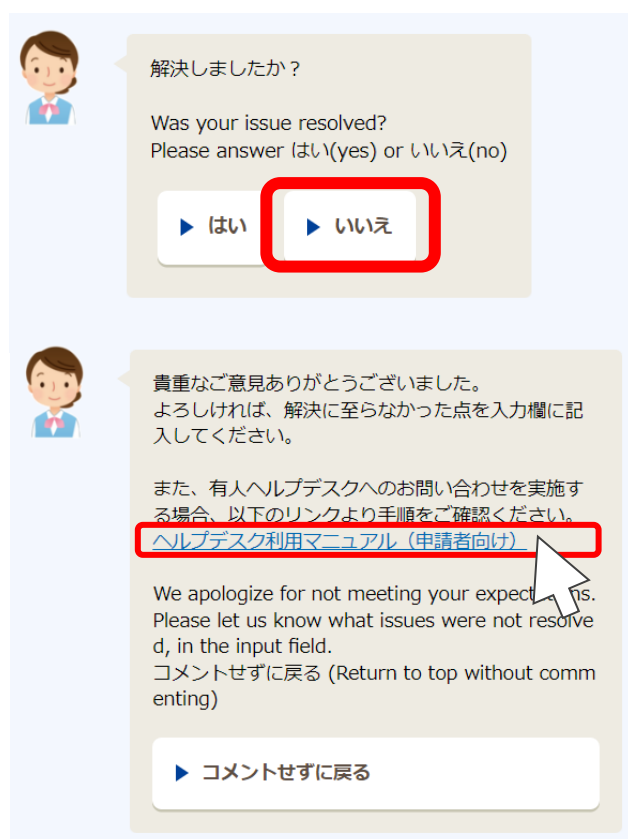 解決しましたか？
Was your issue resolved?
Please answer はい(yes) or いいえ(no)
はい
いいえ
貴重なご意見ありがとうございました。
よろしければ、解決に至らなかった点を入力欄に記
入してください。
また、有人ヘルプデスクへのお問い合わせを実施す
る場合、以下のリンクより手順をご確認ください。
ヘルプデスク利用マニュアル（申請者向け）
We apologize for not meeting your expectations.
Please let us know what issues were not resolve
d, in the input field.
コメントせずに戻る (Return to top without comm
enting)
コメントせずに戻る